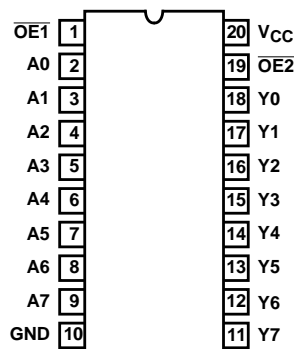 O̅E̅1̅ 1 20 VCC
A0 2 19 O̅E̅2̅
A1 3 18 Y0
A2 4 17 Y1
A3 5 16 Y2
A4 6 15 Y3
A5 7 14 Y4
A6 8 13 Y5
A7 9 12 Y6
GND 10 11 Y7